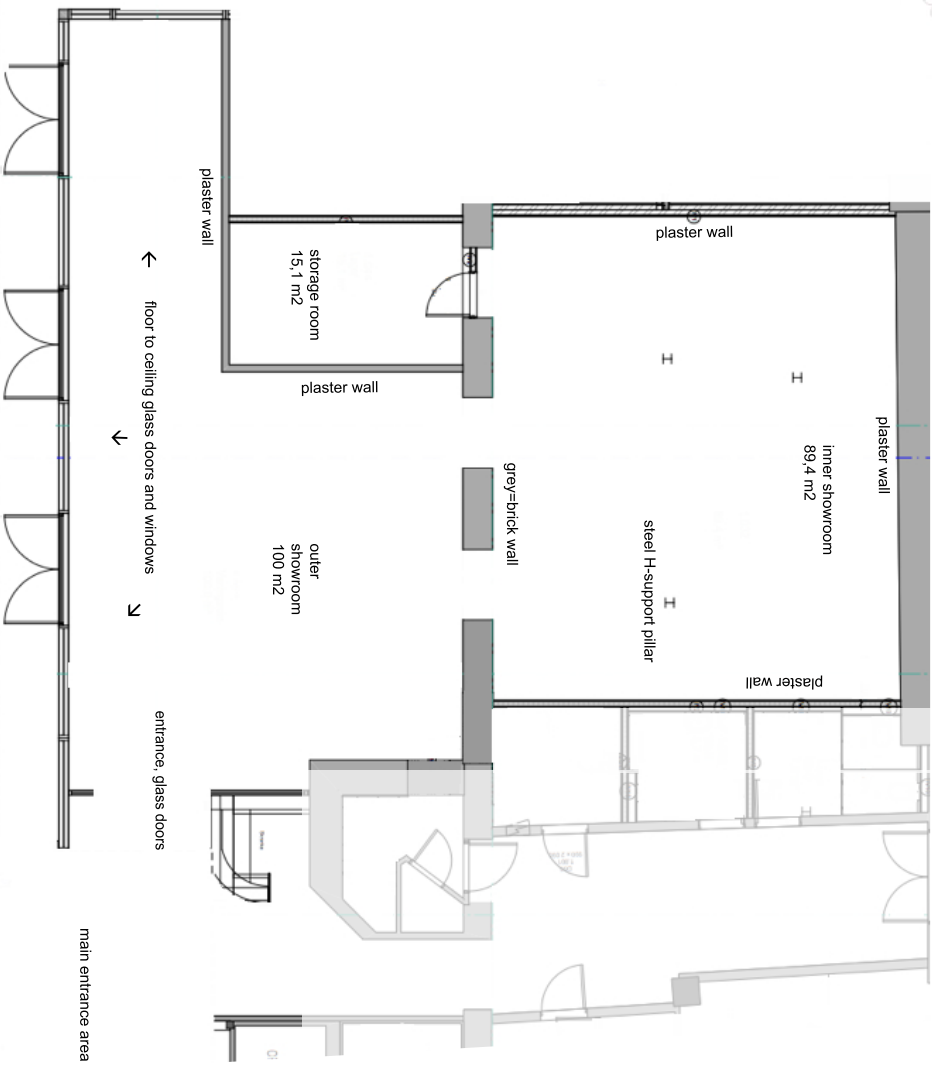 plaster wall
plaster wall
storage room
15,1 m2
floor to ceiling glass doors and windows
plaster wall
plaster wall
inner showroom
89,4 m2
grey=brick wall
steel H-support pillar
outer
showroom
100 m2
plaster wall
entrance, glass doors
main entrance area